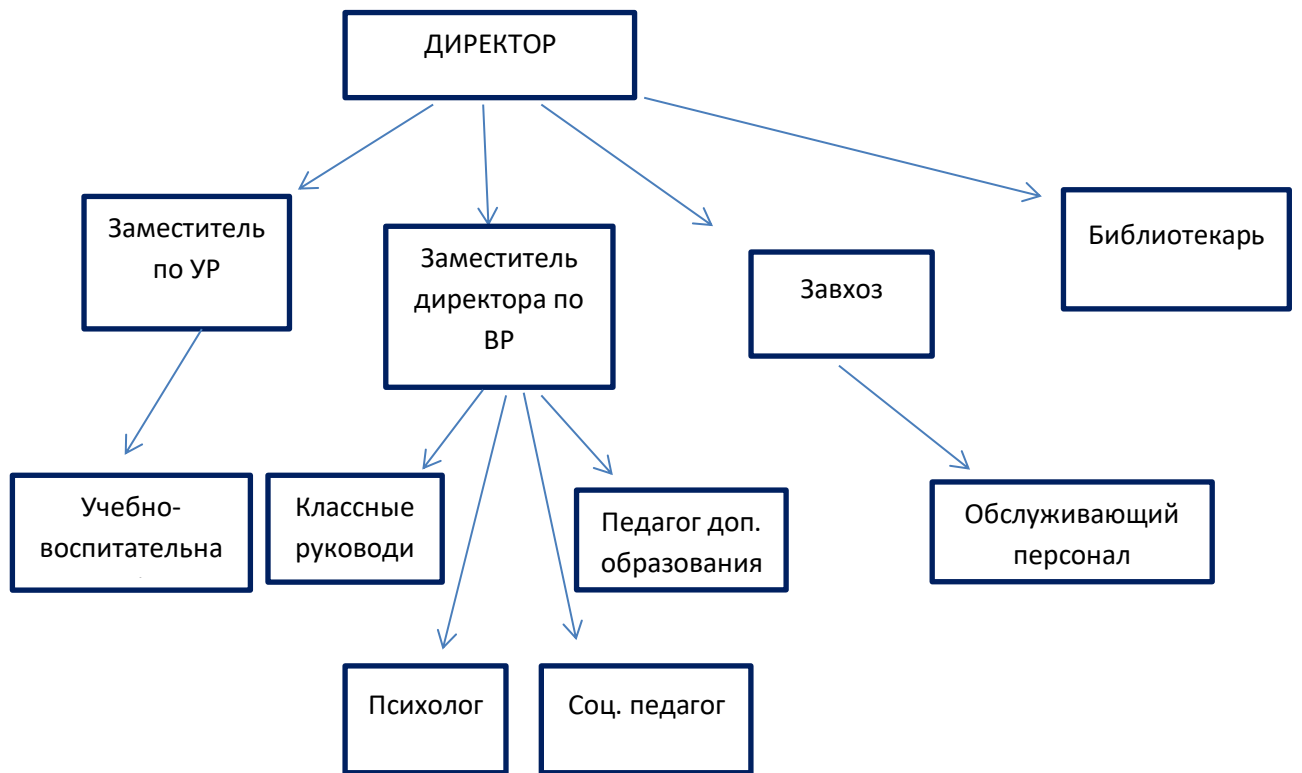 ДИРЕКТОР
Заместитель
по УР
Заместитель
директора по
ВР
Завхоз
Библиотекарь
Учебно-
воспитательна
Классные
руководи
Педагог доп.
образования
Обслуживающий
персонал
Психолог
Соц. педагог